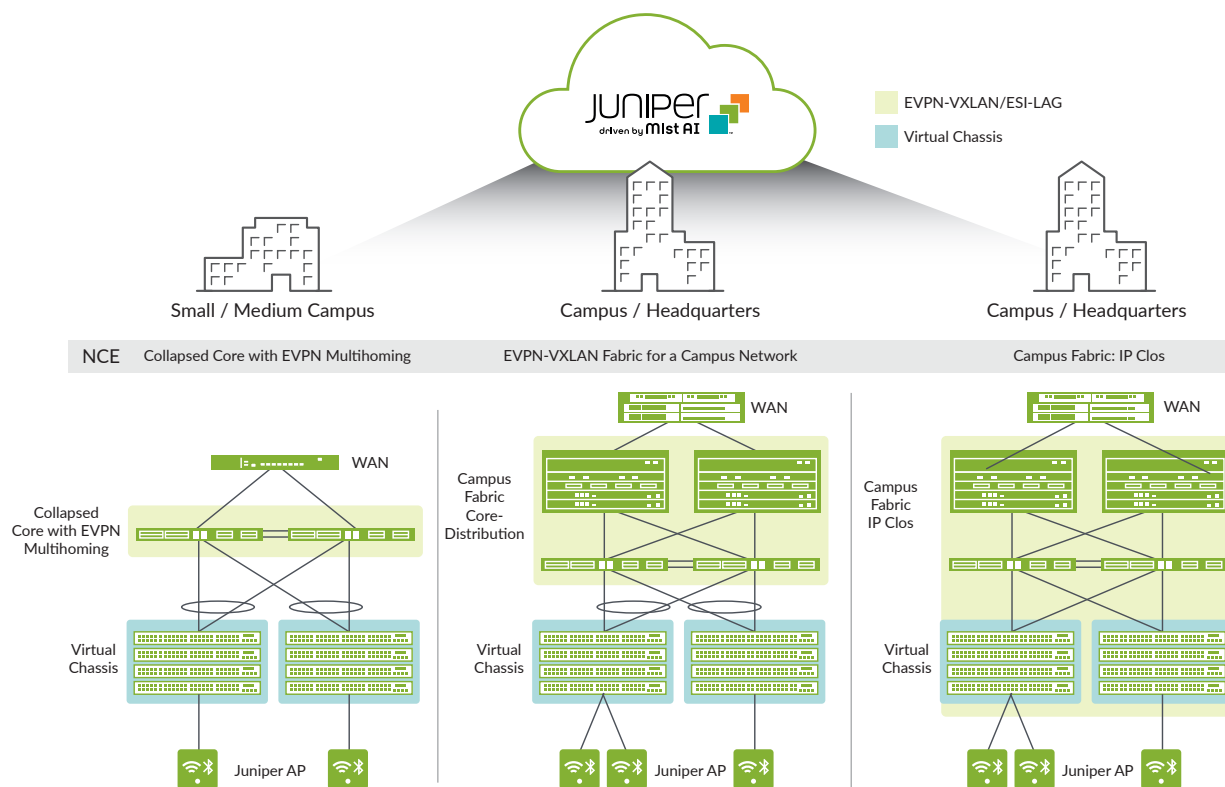 JUNIPER
driven by MIst AI
EVPN-VXLAN/ESI-LAG
Virtual Chassis
Small / Medium Campus
Campus / Headquarters
Campus / Headquarters
NCE
Collapsed Core with EVPN Multihoming
EVPN-VXLAN Fabric for a Campus Network
Campus Fabric: IP Clos
WAN
Collapsed
Core with EVPN
Multihoming
Virtual
Chassis
Juniper AP
WAN
Campus
Fabric
Core-
Distribution
Virtual
Chassis
Juniper AP
WAN
Campus
Fabric
IP Clos
Virtual
Chassis
Juniper AP